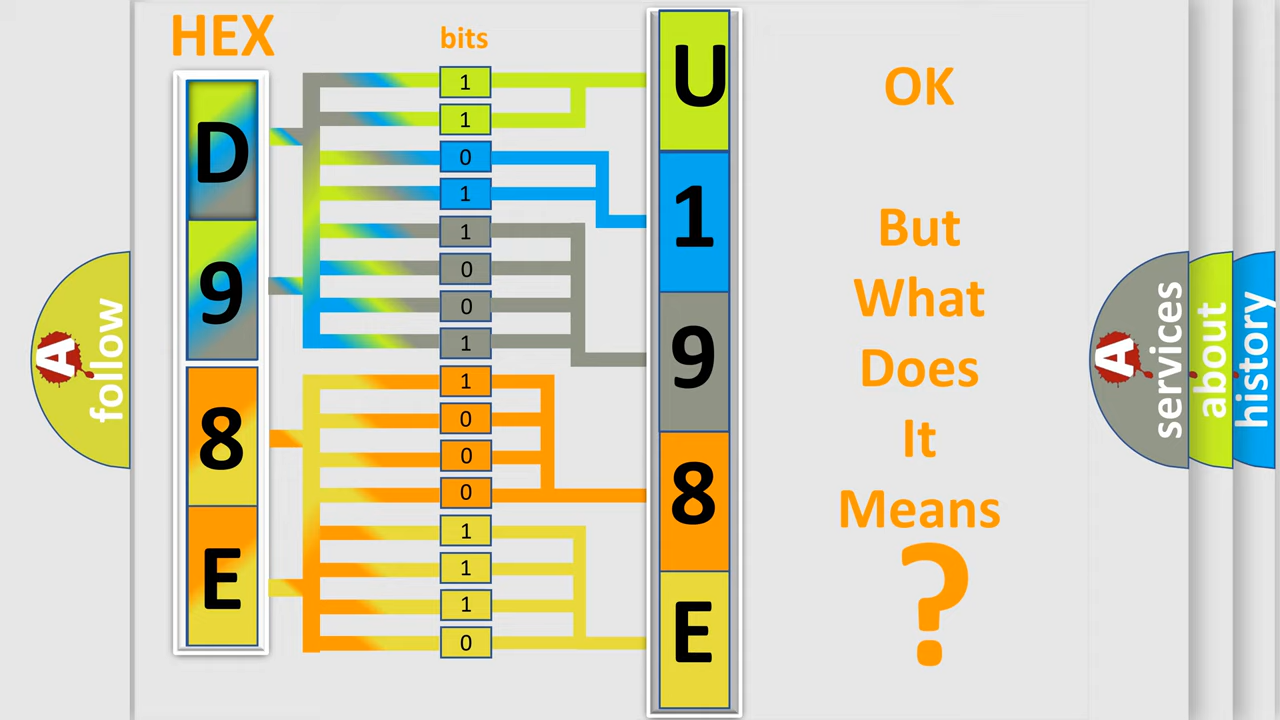 HEX
bits
D
9
8
E
1
1
0
1
1
0
0
1
1
0
0
0
1
1
1
0
U
1
9
8
E
OK
But
What
Does
It
Means
?
A
follow
A
services
about
history